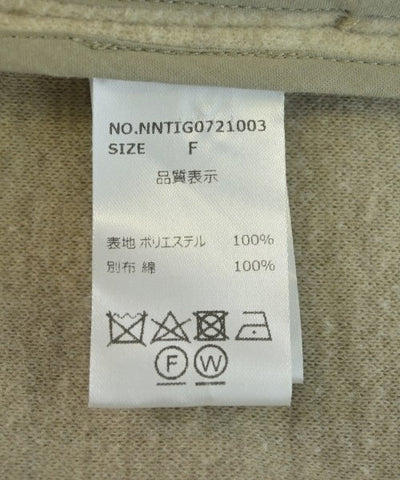 NO.NNTIG0721003
SIZE F
品質表示
表地 ポリエステル 100%
別布 綿 100%
F W